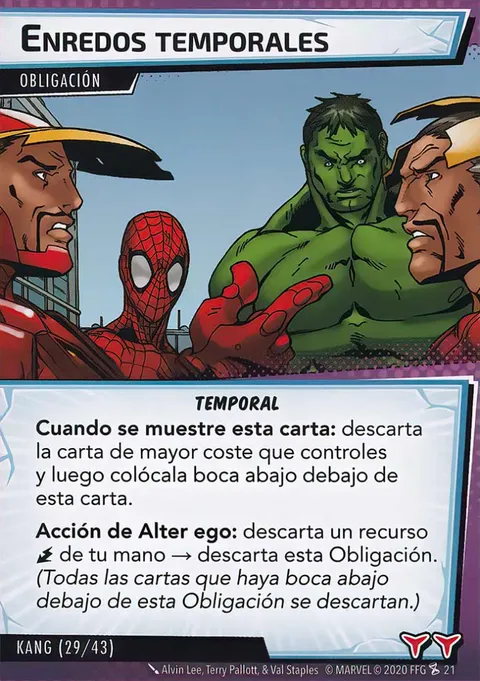 ENREDOS TEMPORALES
OBLIGACIÓN
TEMPORAL
Cuando se muestre esta carta: descarta
la carta de mayor coste que controles
y luego colócala boca abajo debajo de
esta carta.
Acción de Alter ego: descarta un recurso
de tu mano → descarta esta Obligación.
(Todas las cartas que haya boca abajo
debajo de esta Obligación se descartan.)
KANG (29/43)
Alvin Lee, Terry Pallott, & Val Staples © MARVEL © 2020 FFG 21